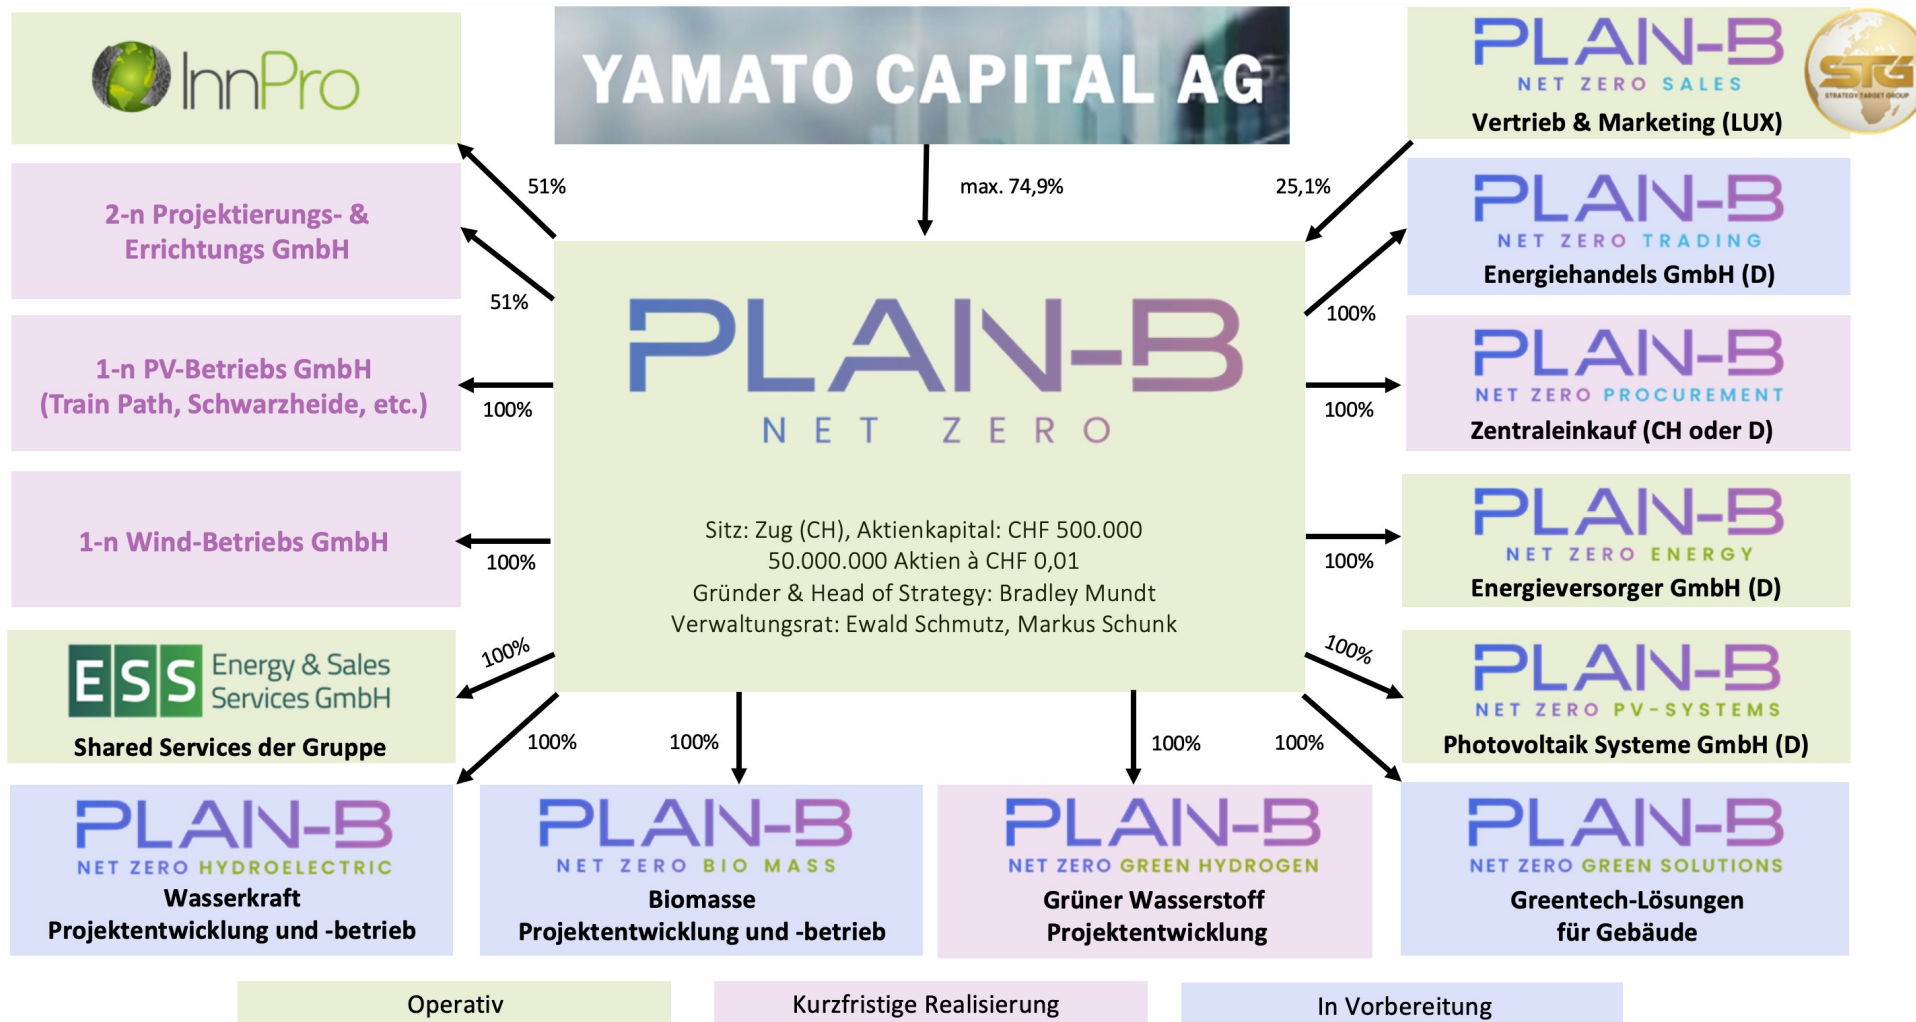 InnPro
YAMATO CAPITAL AG
PLAN-B
NET ZERO SALES
Vertrieb & Marketing (LUX)
STG
STRATEGY TARGET GROUP
51%
max. 74,9%
25,1%
2-n Projektierungs- &
Errichtungs GmbH
51%
PLAN-B
NET ZERO TRADING
Energiehandels GmbH (D)
100%
1-n PV-Betriebs GmbH
(Train Path, Schwarzheide, etc.)
100%
PLAN-B
NET ZERO
Sitz: Zug (CH), Aktienkapital: CHF 500.000
50.000.000 Aktien à CHF 0,01
Gründer & Head of Strategy: Bradley Mundt
Verwaltungsrat: Ewald Schmutz, Markus Schunk
PLAN-B
NET ZERO PROCUREMENT
Zentraleinkauf (CH oder D)
100%
1-n Wind-Betriebs GmbH
100%
PLAN-B
NET ZERO ENERGY
Energieversorger GmbH (D)
100%
ESS Energy & Sales
Services GmbH
Shared Services der Gruppe
100%
PLAN-B
NET ZERO PV-SYSTEMS
Photovoltaik Systeme GmbH (D)
100%
100%
100%
100%
100%
PLAN-B
NET ZERO HYDROELECTRIC
Wasserkraft
Projektentwicklung und -betrieb
PLAN-B
NET ZERO BIO MASS
Biomasse
Projektentwicklung und -betrieb
PLAN-B
NET ZERO GREEN HYDROGEN
Grüner Wasserstoff
Projektentwicklung
PLAN-B
NET ZERO GREEN SOLUTIONS
Greentech-Lösungen
für Gebäude
Operativ
Kurzfristige Realisierung
In Vorbereitung